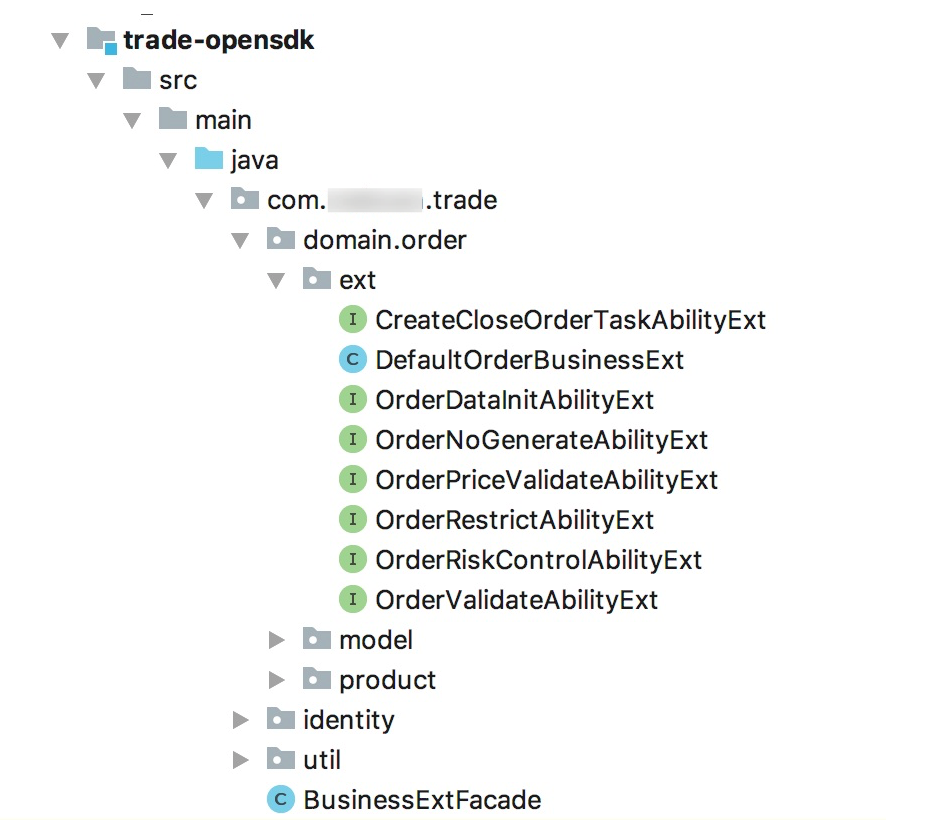 trade-opensdk
src
main
java
com. .trade
domain.order
ext
I CreateCloseOrderTaskAbilityExt
C DefaultOrderBusinessExt
I OrderDataInitAbilityExt
I OrderNoGenerateAbilityExt
I OrderPriceValidateAbilityExt
I OrderRestrictAbilityExt
I OrderRiskControlAbilityExt
I OrderValidateAbilityExt
model
product
identity
util
C BusinessExtFacade